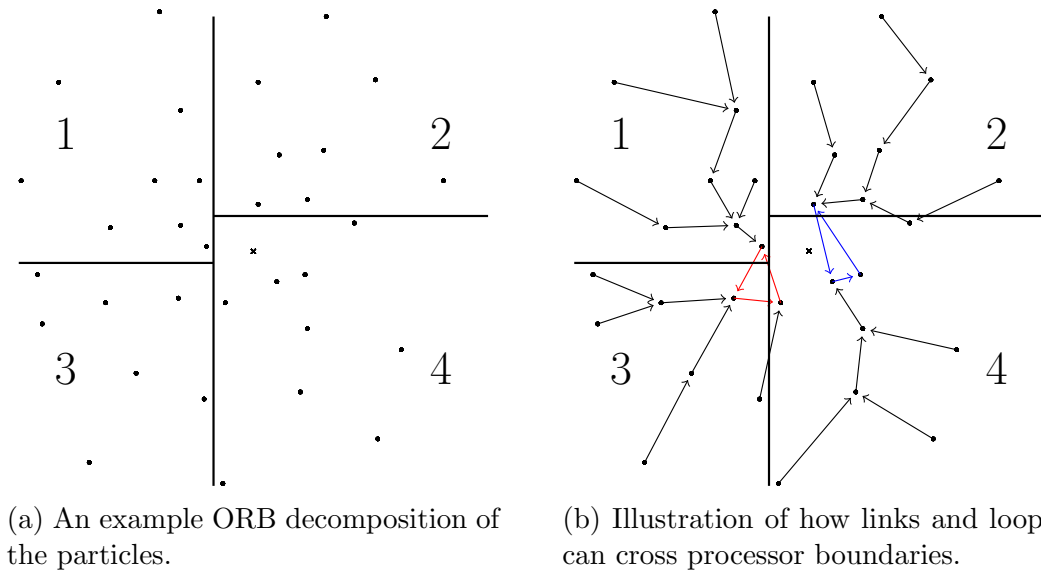 1
2
3
4
1
2
3
4
(a) An example ORB decomposition of
the particles.
(b) Illustration of how links and loop
can cross processor boundaries.